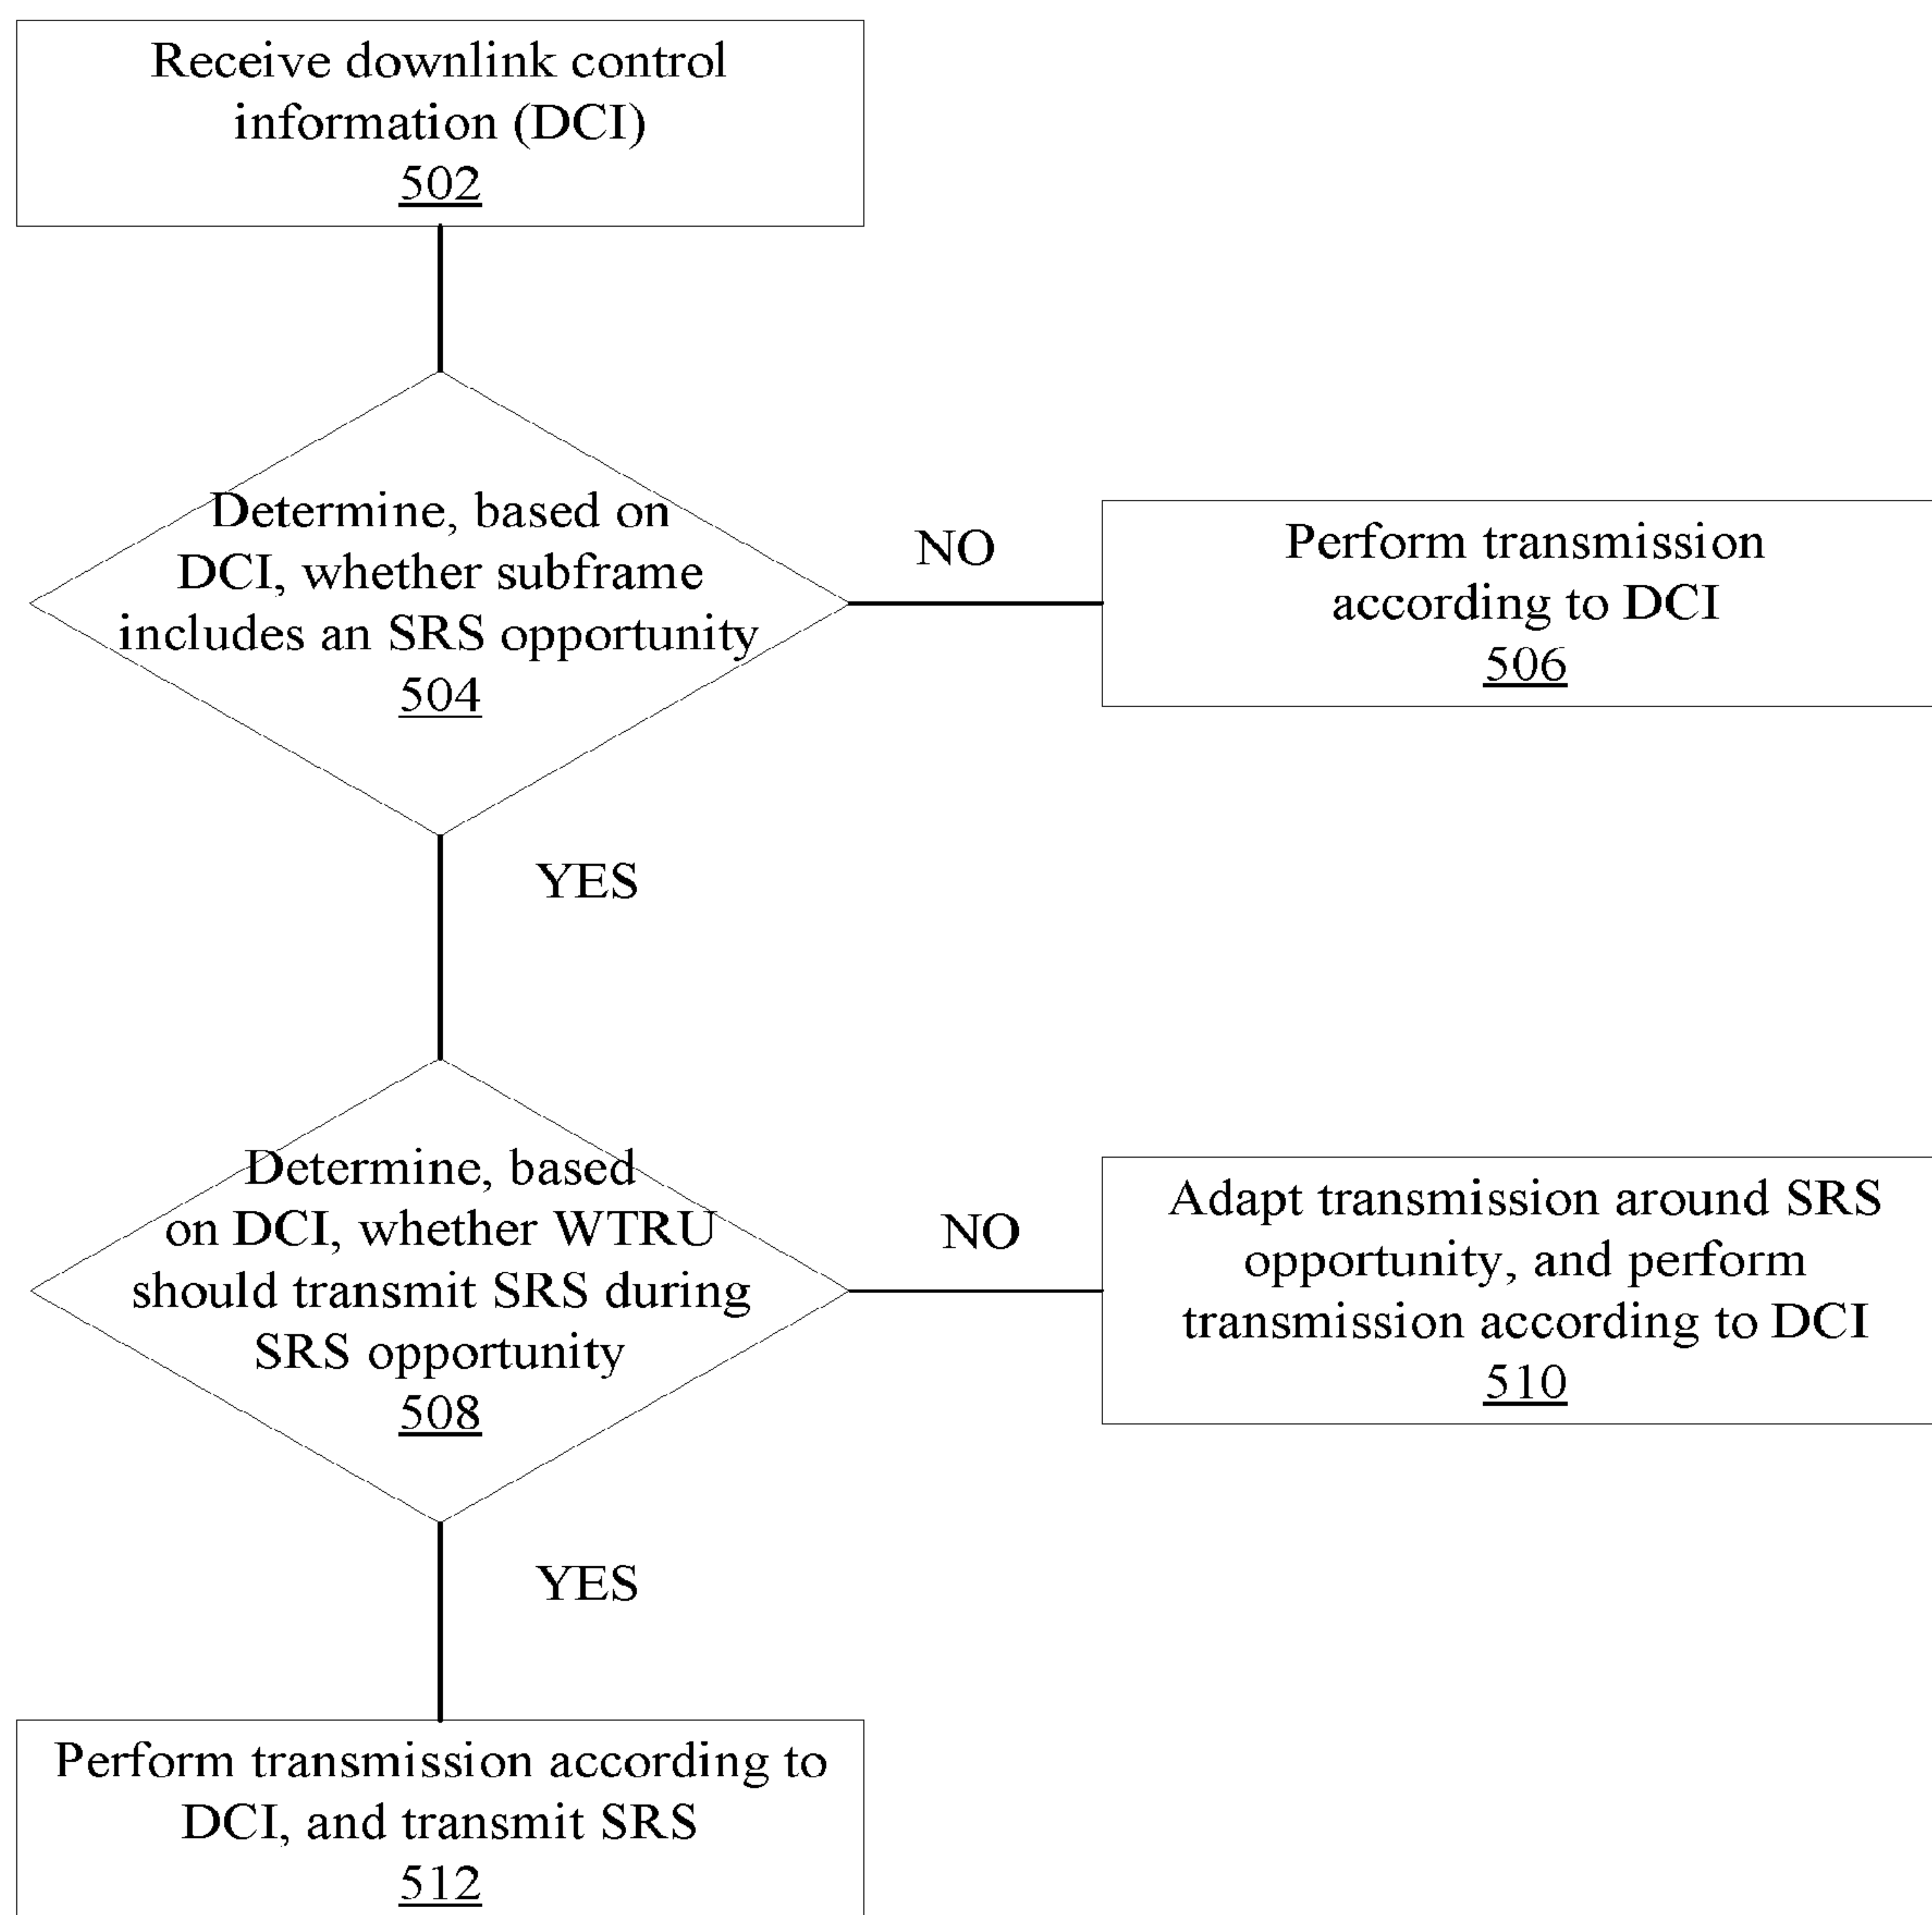 Receive downlink control
information (DCI)
502
Determine, based on
DCI, whether subframe
includes an SRS opportunity
504
NO
Perform transmission
according to DCI
506
YES
Determine, based
on DCI, whether WTRU
should transmit SRS during
SRS opportunity
508
NO
Adapt transmission around SRS
opportunity, and perform
transmission according to DCI
510
YES
Perform transmission according to
DCI, and transmit SRS
512